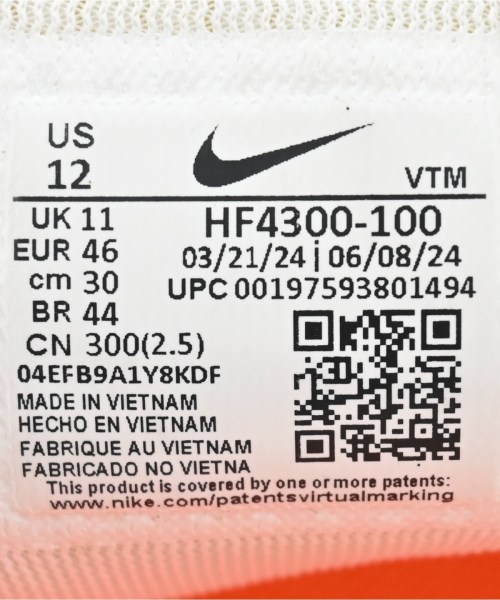 US
12
VTM
UK 11
EUR 46
cm 30
BR 44
CN 300(2.5)
HF4300-100
03/21/24 | 06/08/24
UPC 00197593801494
04EFB9A1Y8KDF
MADE IN VIETNAM
HECHO EN VIETNAM
FABRIQUE AU VIETNAM
FABRICADO NO VIETNA
This product is covered by one or more patents:
www.nike.com/patentsvirtualmarking